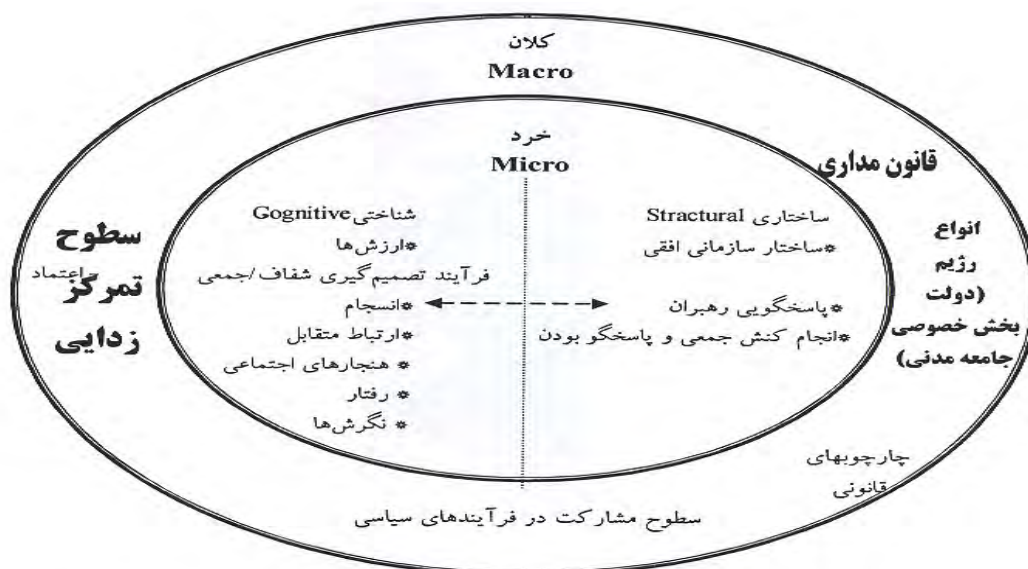 کلان
Macro
خرد
Micro
قانون مداری
ساختاری Stractural
*ساختار سازمانی افقی
*پاسخگویی رهبران
*انجام کنش جمعی و پاسخگو بودن
شناختی Gognitive
*ارزش‌ها
فرآیند تصمیم‌گیری شفاف/جمعی
*انسجام
*ارتباط متقابل
* هنجارهای اجتماعی
* رفتار
* نگرش‌ها
انواع
رژیم
(دولت
بخش خصوصی
جامعه مدنی)
سطوح
اعتماد
تمرکز
زدایی
چارچوبهای
قانونی
سطوح مشارکت در فرآیندهای سیاسی